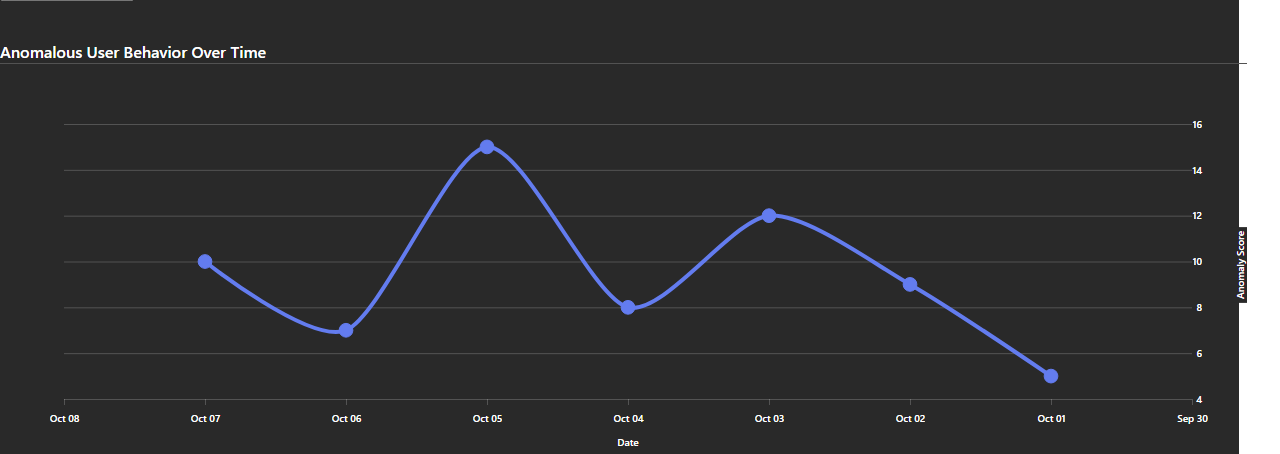 Anomalous User Behavior Over Time
16
14
12
10
8
6
4
Anomaly Score
Oct 08 Oct 07 Oct 06 Oct 05 Oct 04 Oct 03 Oct 02 Oct 01 Sep 30
Date